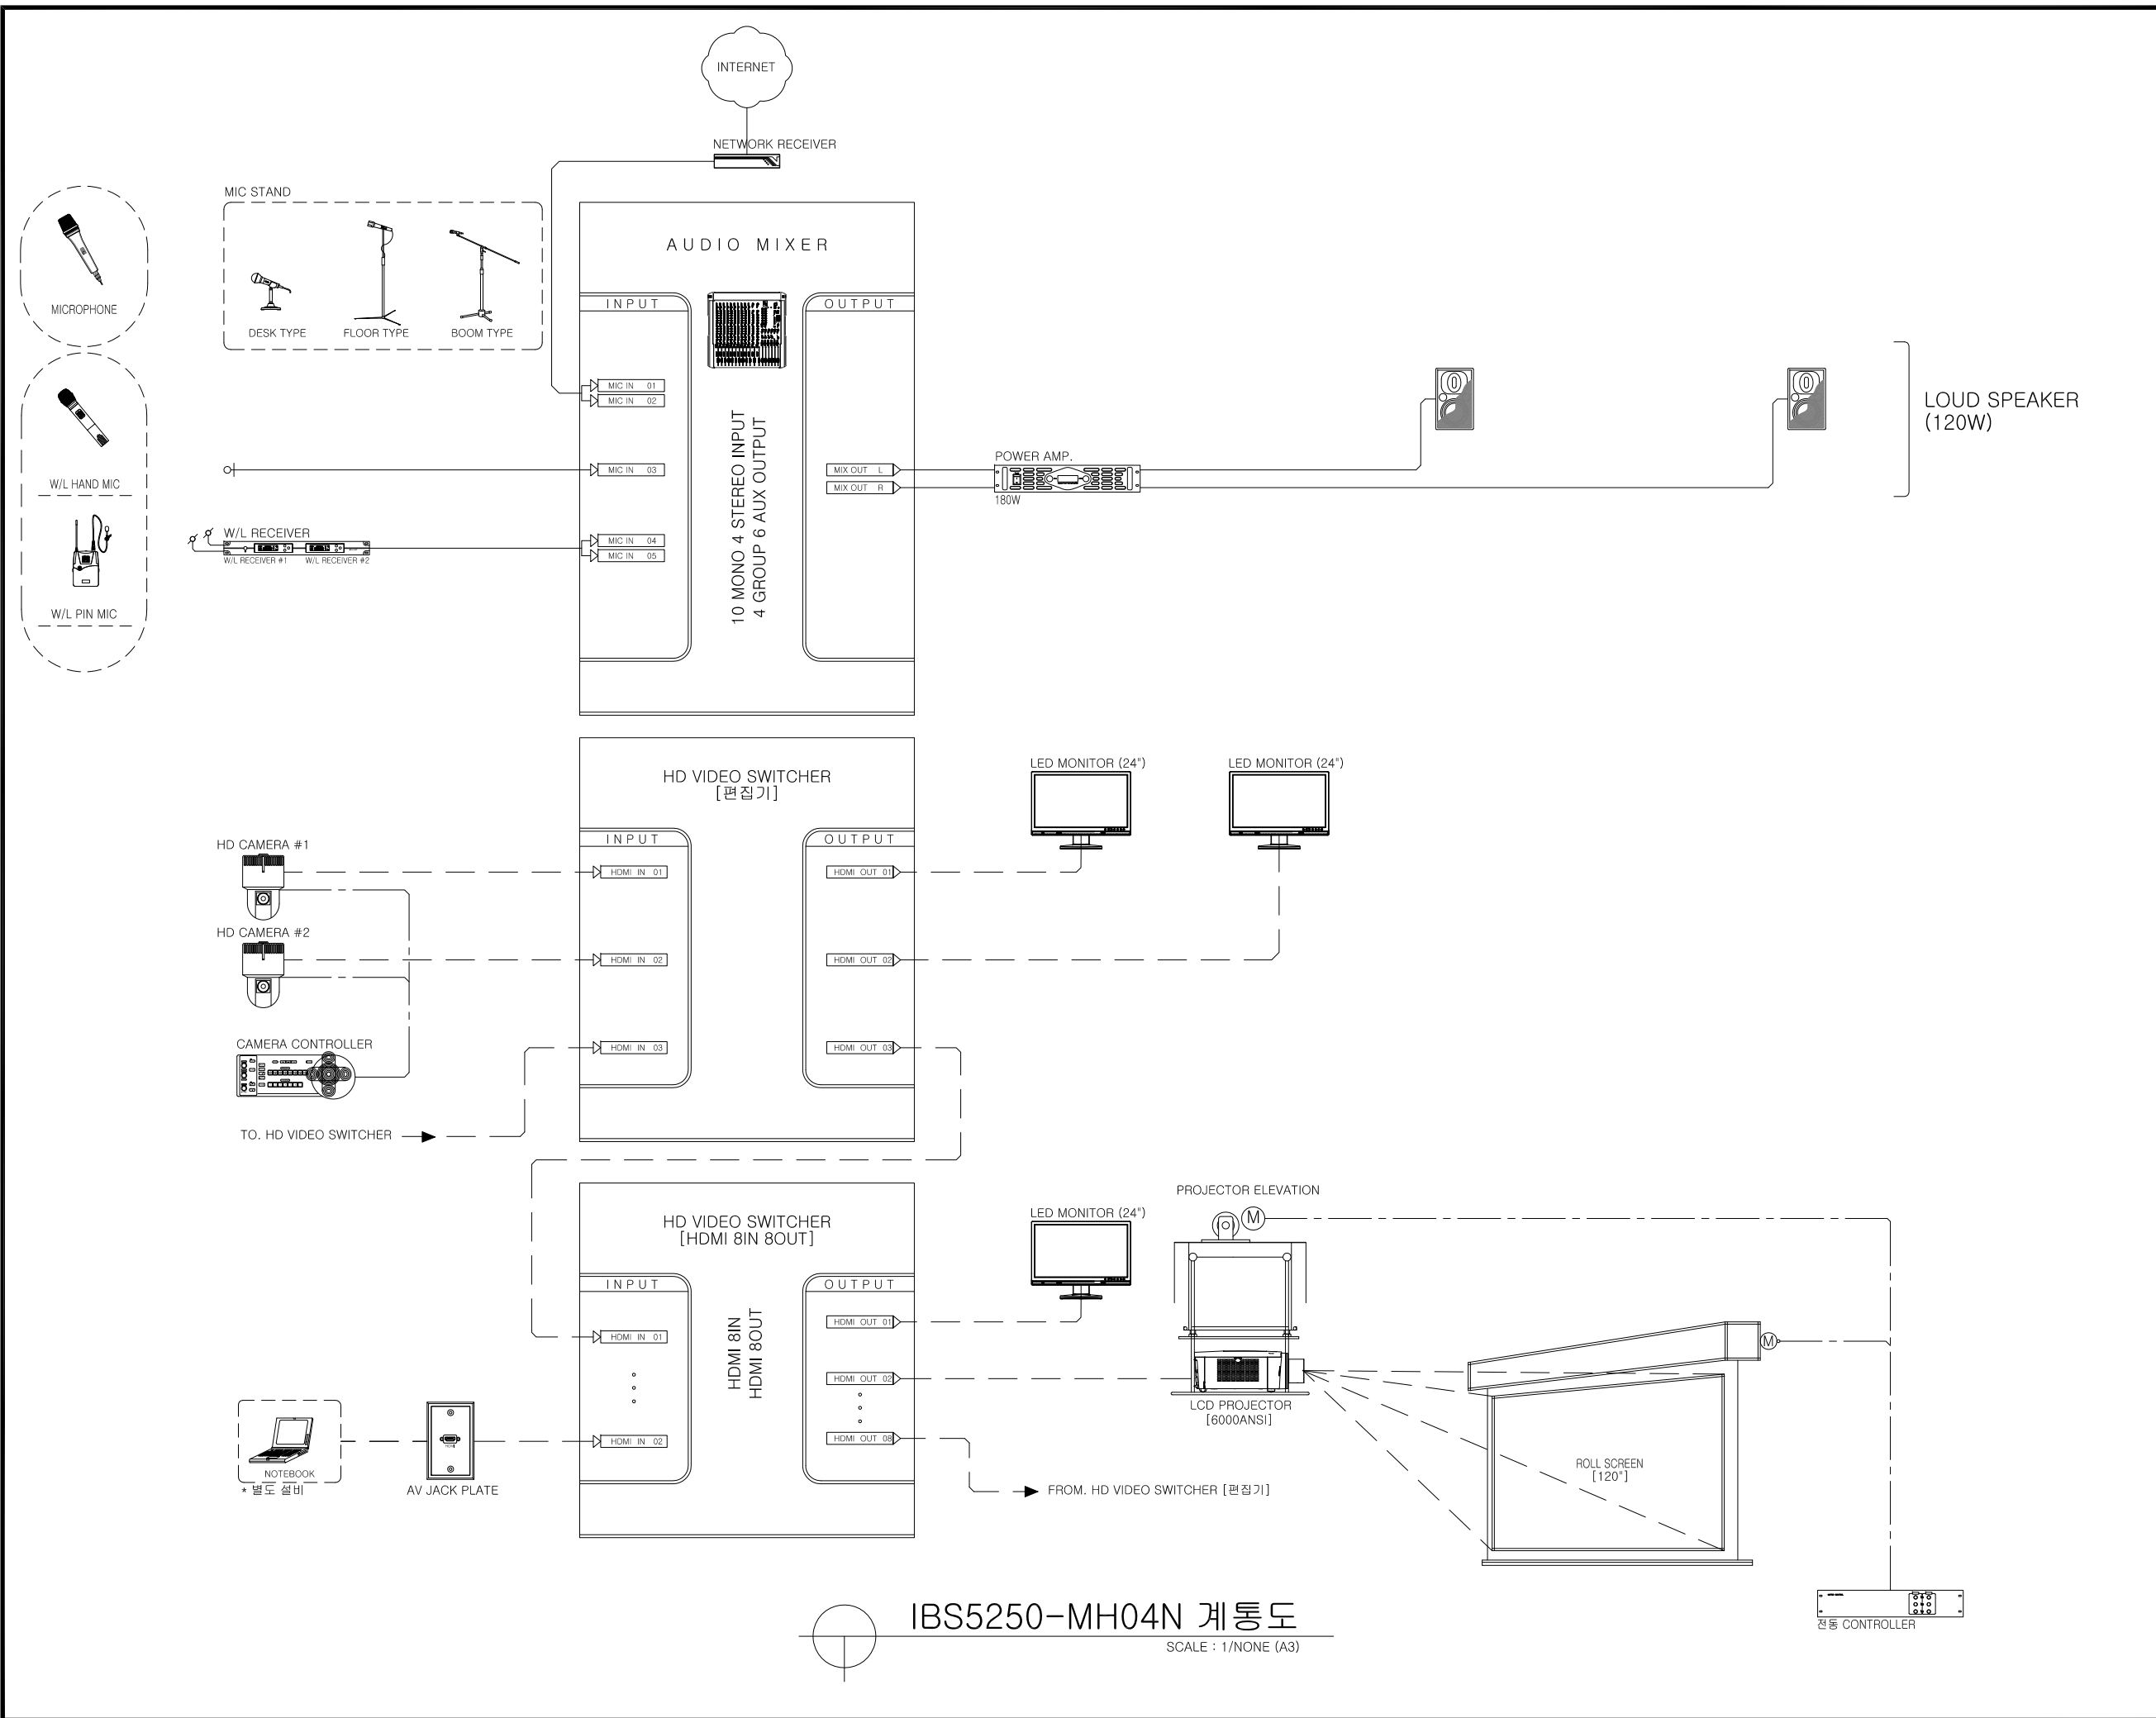 INTERNET
NETWORK RECEIVER
MIC STAND
DESK TYPE
FLOOR TYPE
BOOM TYPE
MICROPHONE
W/L HAND MIC
W/L PIN MIC
W/L RECEIVER
W/L RECEIVER #1
W/L RECEIVER #2
AUDIO MIXER
INPUT
OUTPUT
MIC IN 01
MIC IN 02
MIC IN 03
MIC IN 04
MIC IN 05
10 MONO 4 STEREO INPUT
4 GROUP 6 AUX OUTPUT
MIX OUT L
MIX OUT R
POWER AMP.
180W
LOUD SPEAKER
(120W)
HD VIDEO SWITCHER
[편집기]
INPUT
OUTPUT
HD CAMERA #1
HD CAMERA #2
CAMERA CONTROLLER
TO. HD VIDEO SWITCHER
HDMI IN 01
HDMI IN 02
HDMI IN 03
HDMI OUT 01
HDMI OUT 02
HDMI OUT 03
LED MONITOR (24")
LED MONITOR (24")
HD VIDEO SWITCHER
[HDMI 8IN 8OUT]
INPUT
OUTPUT
HDMI 8IN
HDMI 8OUT
HDMI IN 01
HDMI IN 02
HDMI OUT 01
HDMI OUT 02
HDMI OUT 08
NOTEBOOK
* 별도 설비
AV JACK PLATE
LED MONITOR (24")
PROJECTOR ELEVATION
M
M
LCD PROJECTOR
[6000ANSI]
ROLL SCREEN
[120"]
FROM. HD VIDEO SWITCHER [편집기]
전동 CONTROLLER
IBS5250-MH04N 계통도
SCALE : 1/NONE (A3)